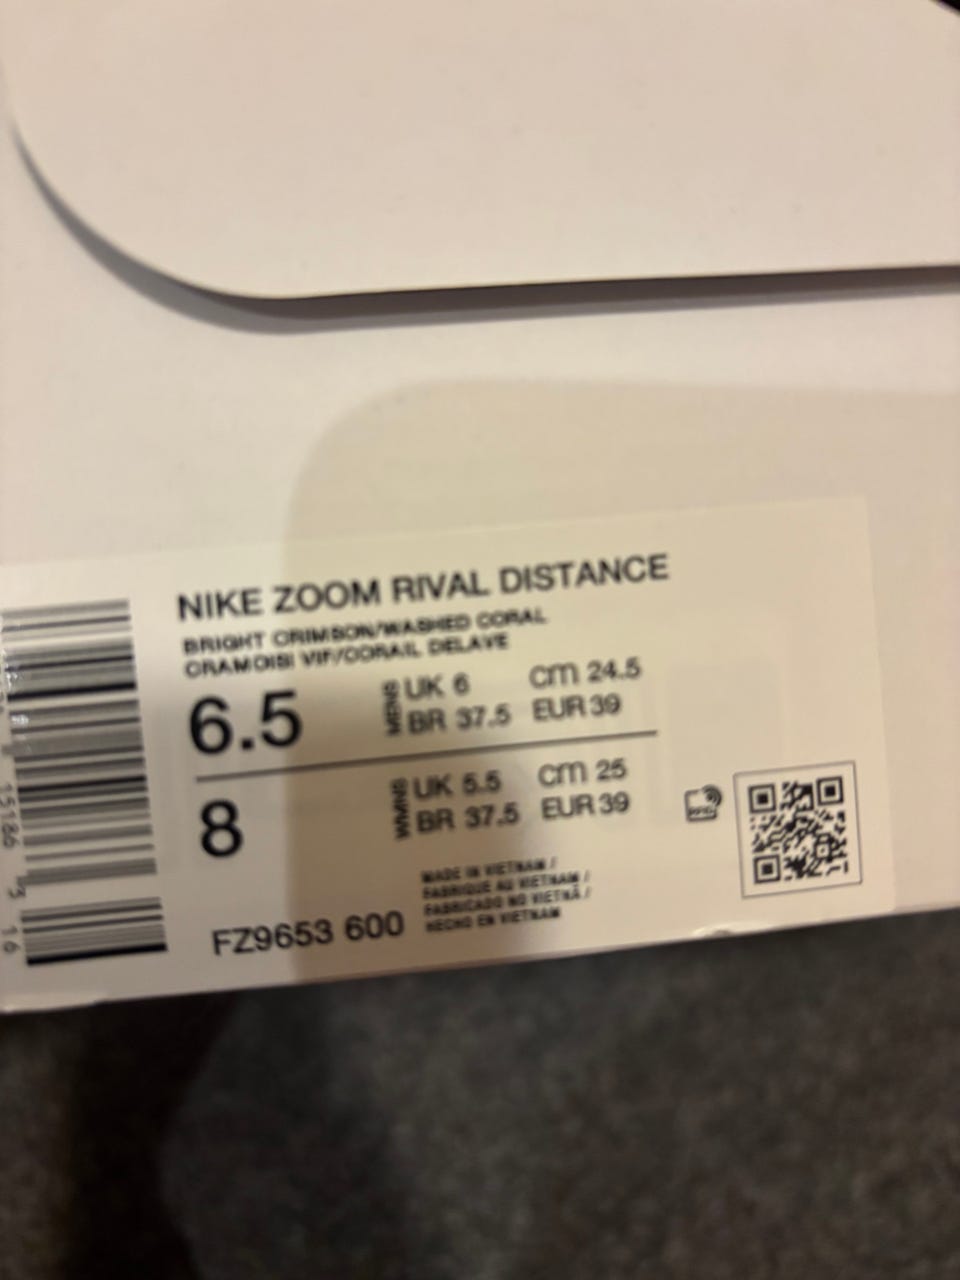 NIKE ZOOM RIVAL DISTANCE
BRIGHT CRIMSON/WASHED CORAL
CRAMOISI VIF/CORAIL DELAVE
6.5 MENS UK 6 cm 24.5
BR 37.5 EUR 39
8 WMNS UK 5.5 cm 25
BR 37.5 EUR 39
MADE IN VIETNAM /
FABRIQUE AU VIETNAM /
FABRICADO NO VIETNÃ /
HECHO EN VIETNAM
FZ9653 600